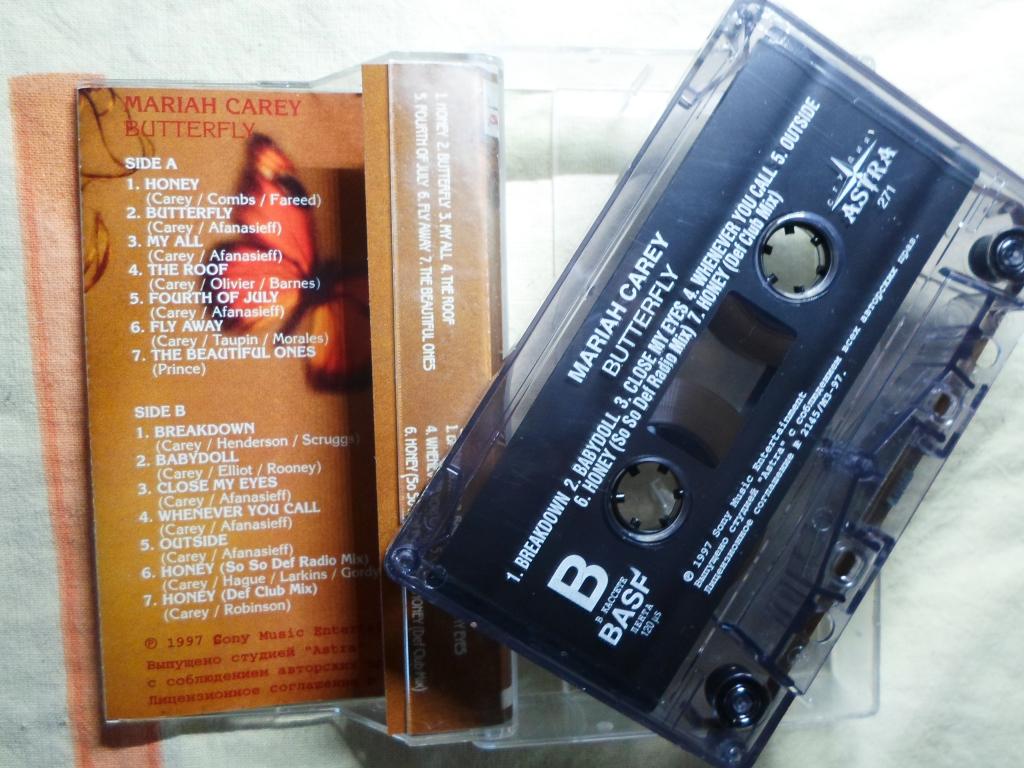 MARIAH CAREY
BUTTERFLY
SIDE A
1. HONEY
(Carey / Combs / Fareed)
2. BUTTERFLY
(Carey / Afanasieff)
3. MY ALL
(Carey / Afanasieff)
4. THE ROOF
(Carey / Olivier / Barnes)
5. FOURTH OF JULY
(Carey / Afanasieff)
6. FLY AWAY
(Carey / Taupin / Morales)
7. THE BEAUTIFUL ONES
(Prince)
SIDE B
1. BREAKDOWN
(Carey / Henderson / Scruggs)
2. BABYDOLL
(Carey / Elliot / Rooney)
3. CLOSE MY EYES
(Carey / Afanasieff)
4. WHENEVER YOU CALL
(Carey / Afanasieff)
5. OUTSIDE
(Carey / Afanasieff)
6. HONEY (So So Def Radio Mix)
(Carey / Hague / Larkins / Gordy
7. HONEY (Def Club Mix)
(Carey / Robinson)
℗ 1997 Sony Music Enter
Выпущено студией "Astra
с соблюдением авторских
Лицензионное соглашение
1. HONEY 2. BUTTERFLY 3. MY ALL 4. THE ROOF
5. FOURTH OF JULY 6. FLY AWAY 7. THE BEAUTIFUL ONES
4. WHENE
6. HONEY (So So
EYES
HONEY (Def Club Mix)
MARIAH CAREY
BUTTERFLY
1. BREAKDOWN 2. BABYDOLL 3. CLOSE MY EYES 4. WHENEVER YOU CALL 5. OUTSIDE
6. HONEY (So So Def Radio Mix) 7. HONEY (Def Club Mix)
ASTRA
271
B
В КАССЕТЕ
BASF
ЛЕНТА
120 μs
℗ 1997 Sony Music Entertainment
Выпущено студией "Astra" с соблюдением всех авторских прав.
Лицензионное соглашение № 2145/МЗ-97.